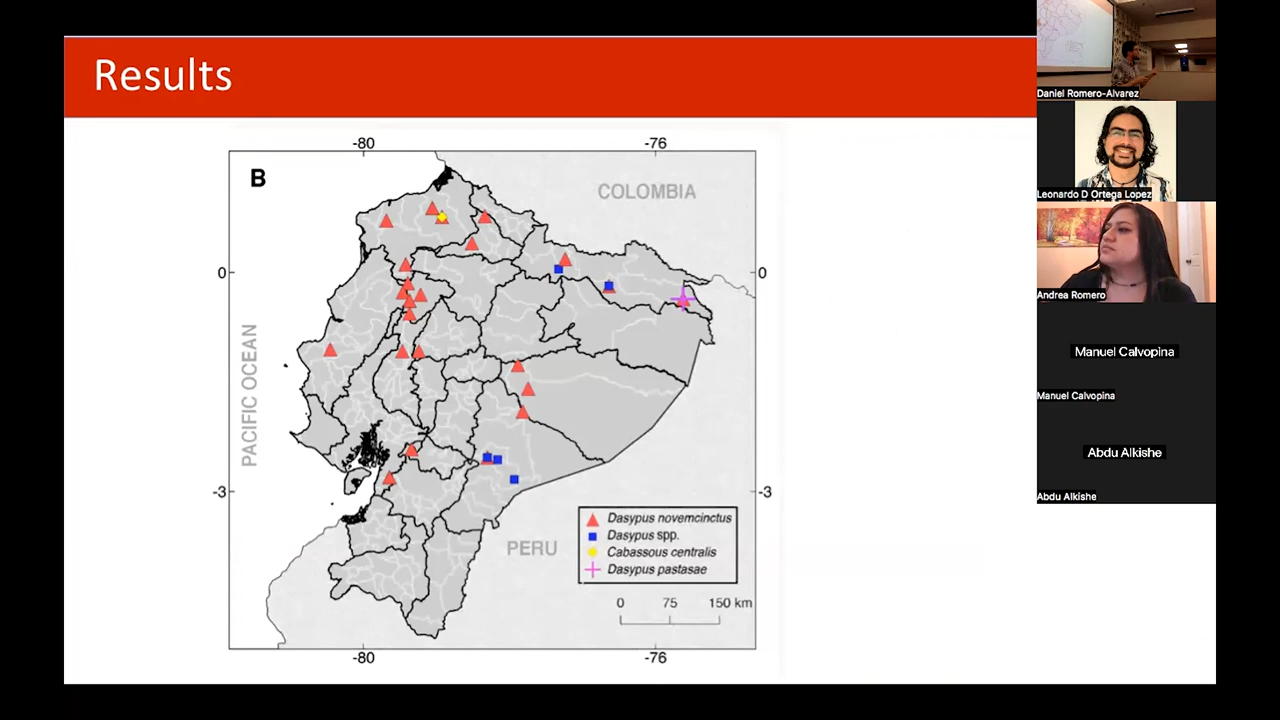 Results
-80
-76
B
COLOMBIA
0
0
PACIFIC OCEAN
-3
-3
PERU
Dasypus novemcinctus
Dasypus spp.
Cabassous centralis
Dasypus pastasae
0 75 150 km
-80
-76
Daniel Romero-Alvarez
Leonardo D Ortega Lopez
Andrea Romero
Manuel Calvopina
Manuel Calvopina
Abdu Alkishe
Abdu Alkishe